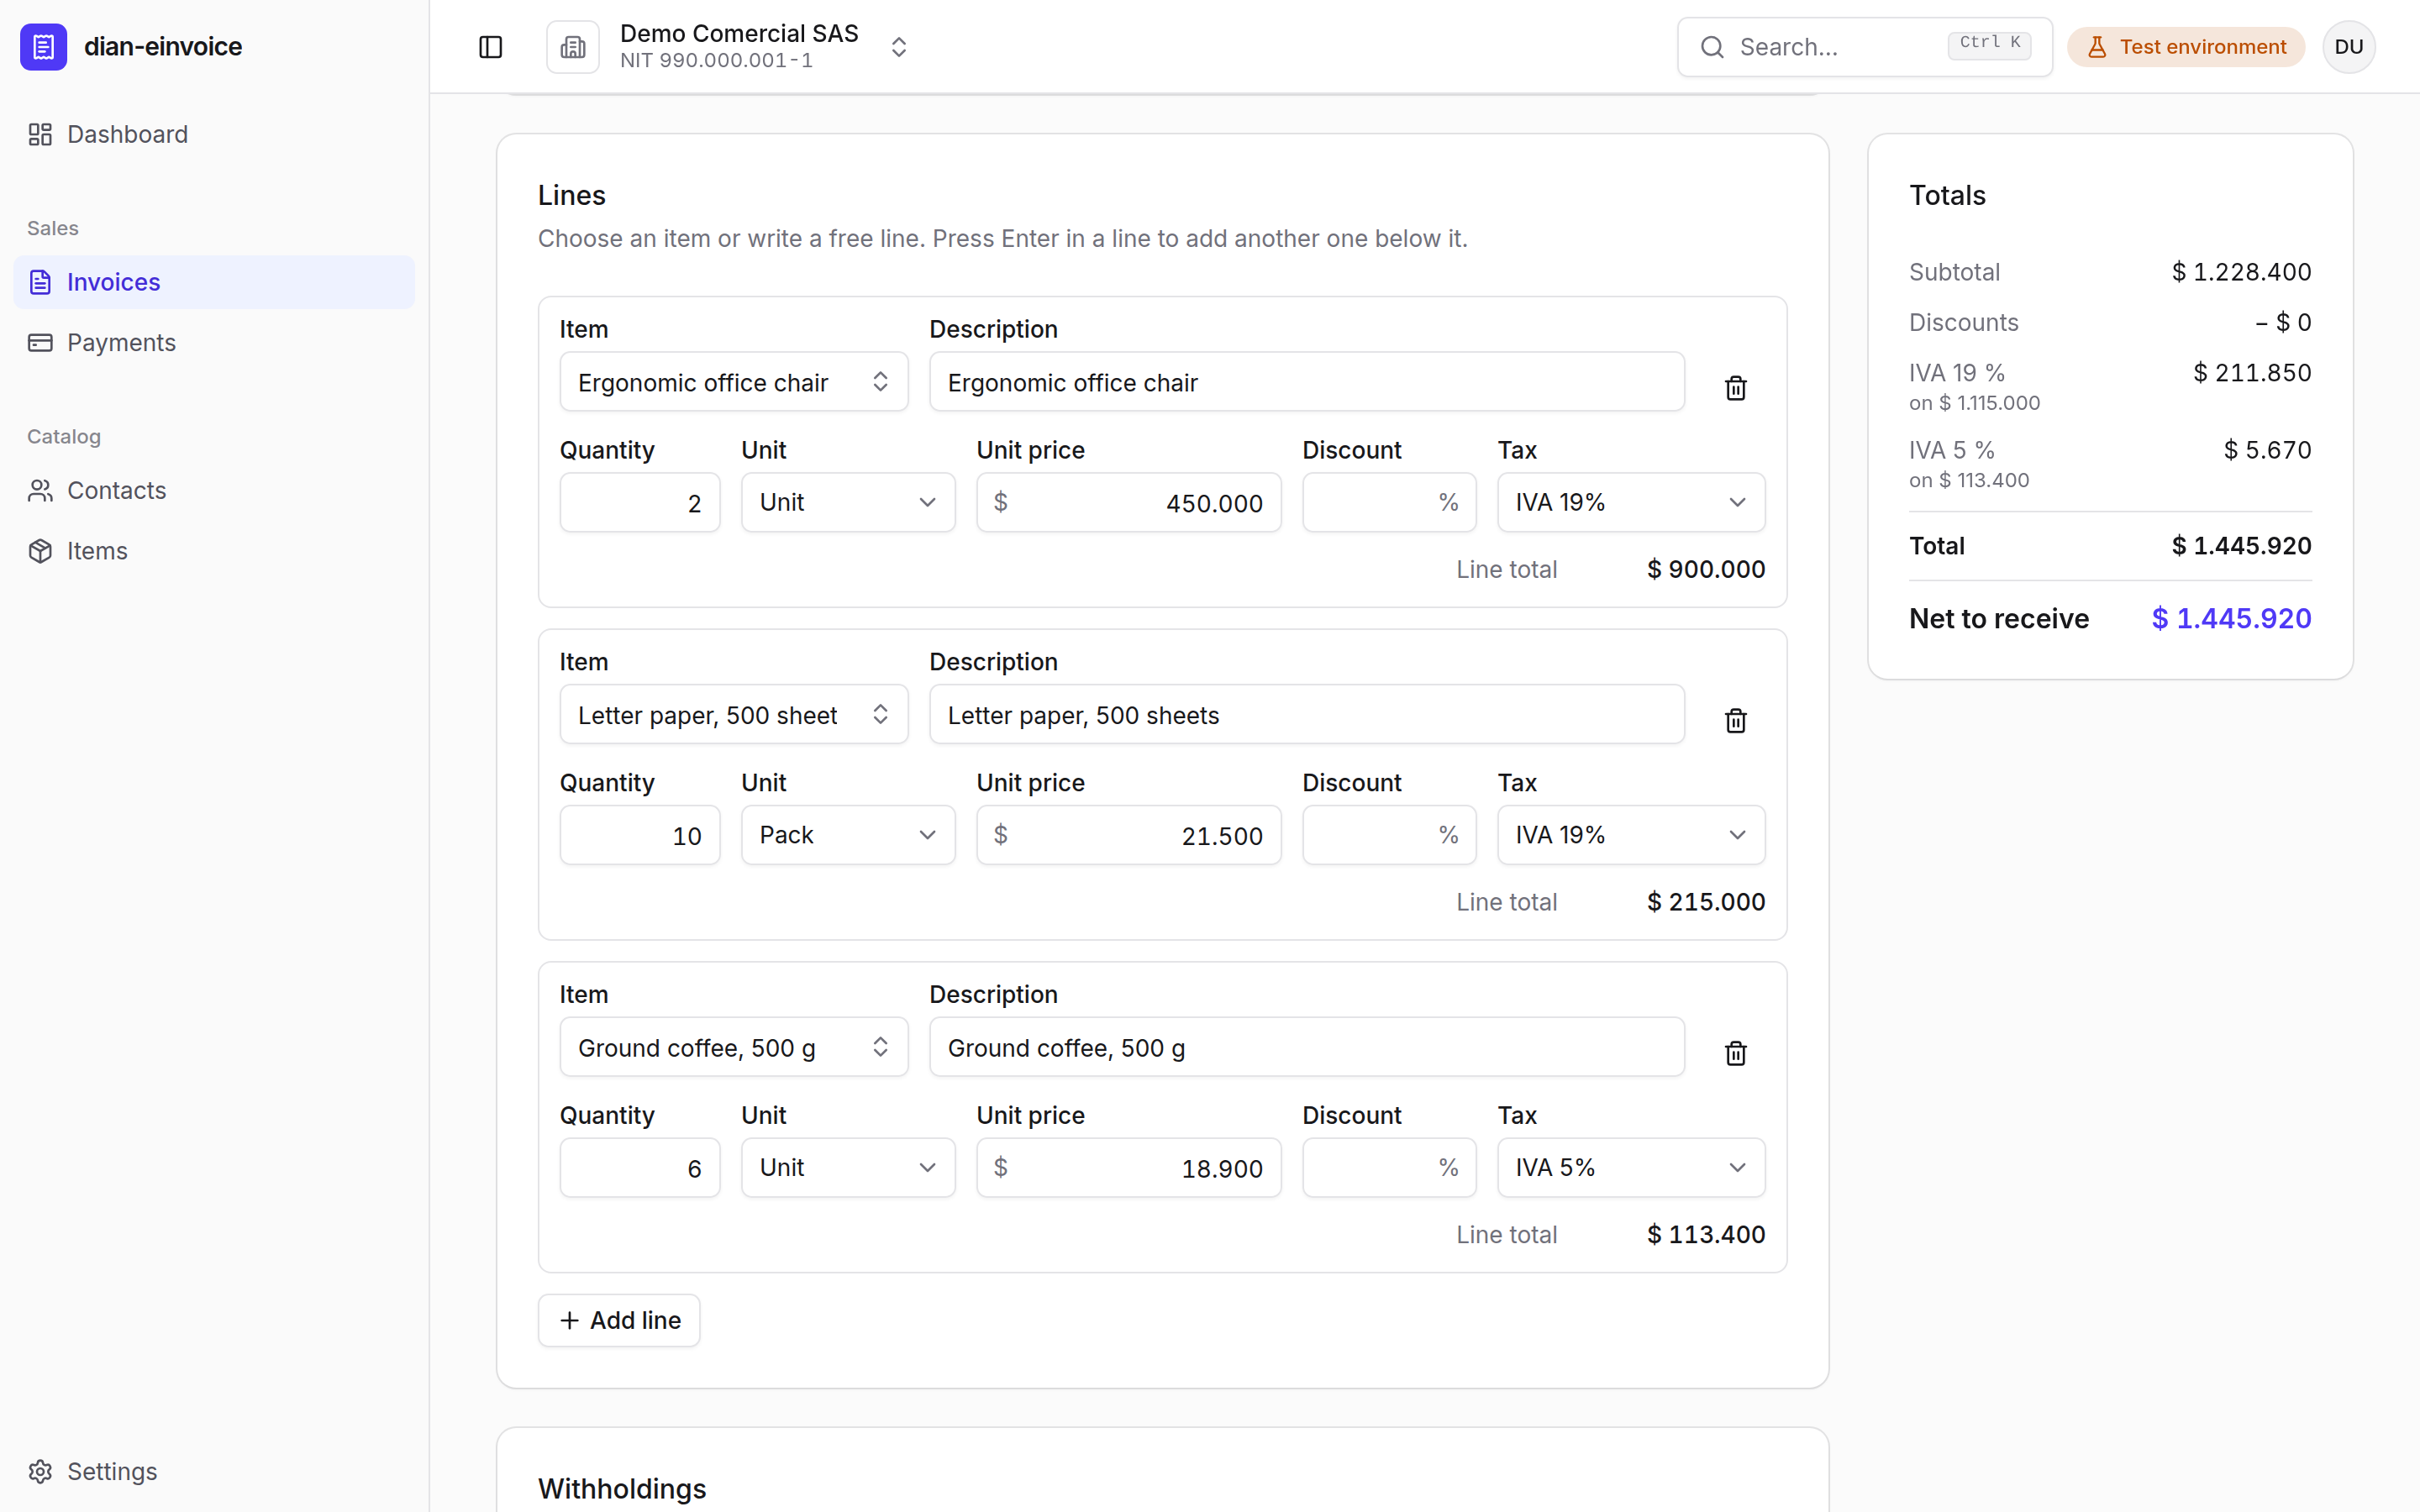 dian-einvoice
Dashboard
Sales
Invoices
Payments
Catalog
Contacts
Items
Settings
Demo Comercial SAS
NIT 990.000.001-1
Search...
Ctrl K
Test environment
DU
Lines
Choose an item or write a free line. Press Enter in a line to add another one below it.
Item
Description
Ergonomic office chair
Ergonomic office chair
Quantity
Unit
Unit price
Discount
Tax
2
Unit
$ 450.000
%
IVA 19%
Line total $ 900.000
Item
Description
Letter paper, 500 sheet
Letter paper, 500 sheets
Quantity
Unit
Unit price
Discount
Tax
10
Pack
$ 21.500
%
IVA 19%
Line total $ 215.000
Item
Description
Ground coffee, 500 g
Ground coffee, 500 g
Quantity
Unit
Unit price
Discount
Tax
6
Unit
$ 18.900
%
IVA 5%
Line total $ 113.400
Add line
Withholdings
Totals
Subtotal $ 1.228.400
Discounts − $ 0
IVA 19 % $ 211.850
on $ 1.115.000
IVA 5 % $ 5.670
on $ 113.400
Total $ 1.445.920
Net to receive $ 1.445.920